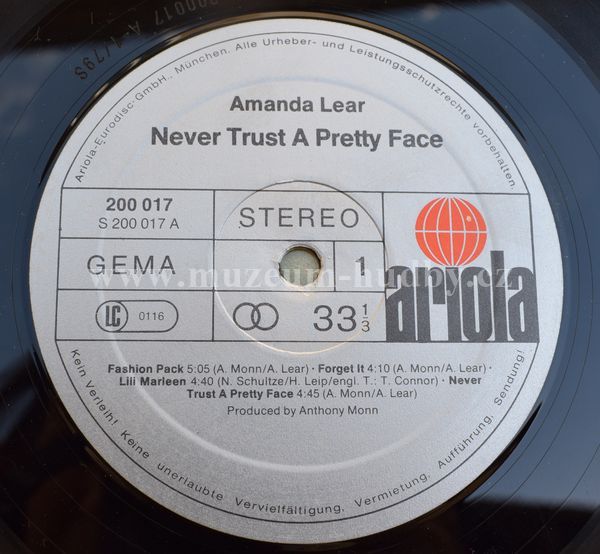 200017 A-1/79S
Ariola-Eurodisc-GmbH., München. Alle Urheber- und Leistungsschutzrechte vorbehalten.
Amanda Lear
Never Trust A Pretty Face
200 017
S 200 017 A
STEREO
GEMA
1
LC 0116
33 1/3
ariola
www.muzeum-hudby.cz
Fashion Pack 5:05 (A. Monn/A. Lear) · Forget It 4:10 (A. Monn/A. Lear) ·
Lili Marleen 4:40 (N. Schultze/H. Leip/engl. T.: T. Connor) · Never
Trust A Pretty Face 4:45 (A. Monn/A. Lear)
Produced by Anthony Monn
Kein Verleih! Keine unerlaubte Vervielfältigung, Vermietung, Aufführung, Sendung!